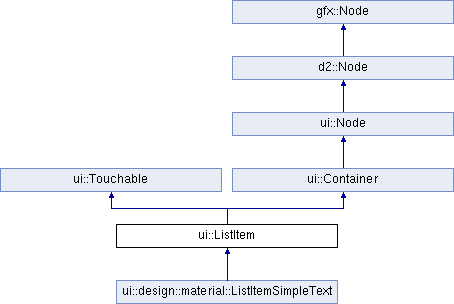 gfx::Node
d2::Node
ui::Node
ui::Touchable
ui::Container
ui::ListItem
ui::design::material::ListItemSimpleText